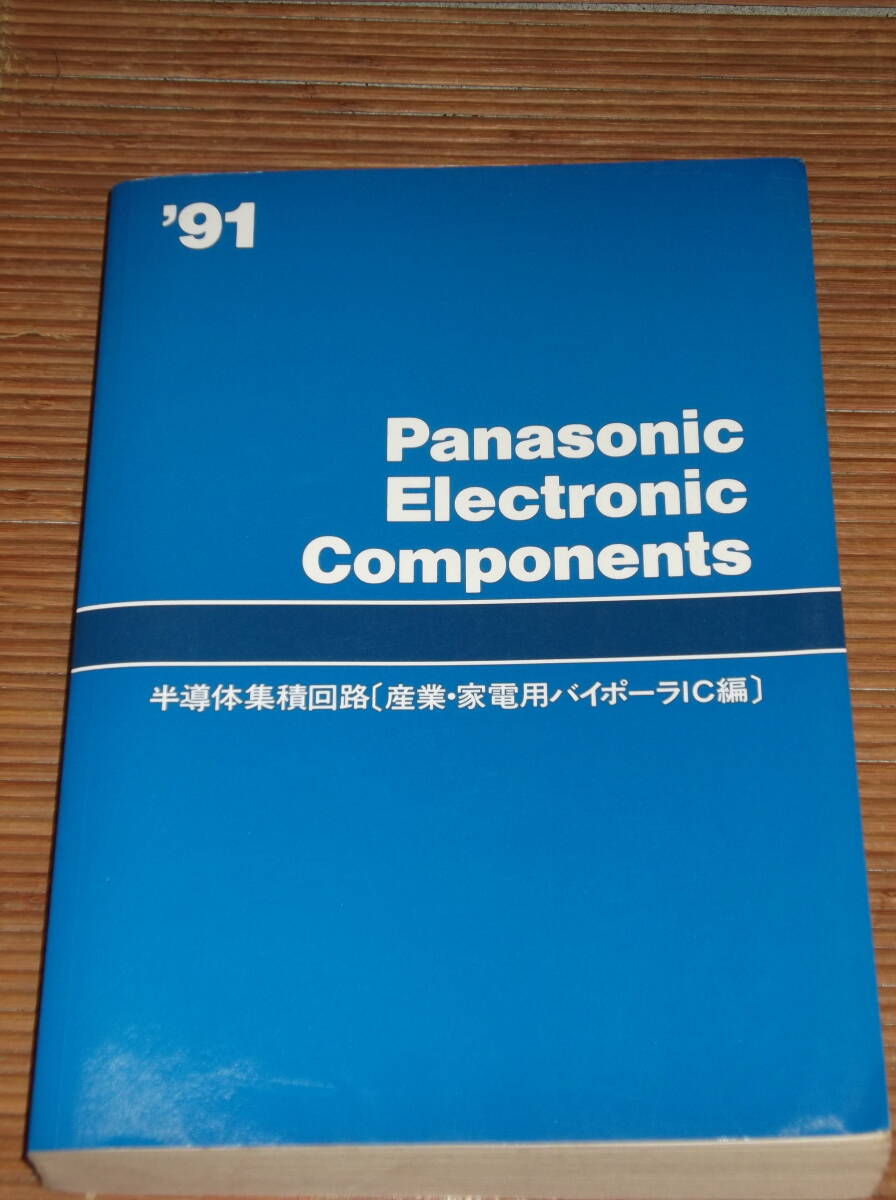 ’91
Panasonic
Electronic
Components
半導体集積回路〔産業・家電用バイポーラIC編〕